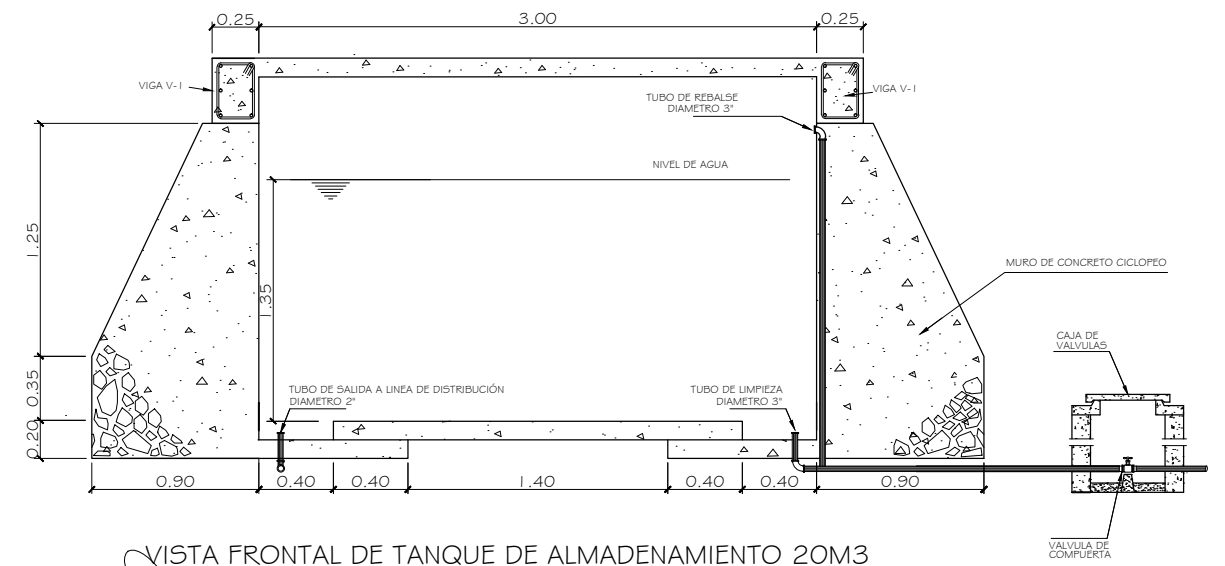 0.25
3.00
0.25
VIGA V-1
TUBO DE REBALSE
DIAMETRO 3"
VIGA V-1
NIVEL DE AGUA
1.25
1.35
MURO DE CONCRETO CICLOPEO
CAJA DE
VALVULAS
0.35
TUBO DE SALIDA A LINEA DE DISTRIBUCIÓN
DIAMETRO 2"
TUBO DE LIMPIEZA
DIAMETRO 3"
0.20
0.90
0.40
0.40
1.40
0.40
0.40
0.90
VALVULA DE
COMPUERTA
VISTA FRONTAL DE TANQUE DE ALMADENAMIENTO 20M3